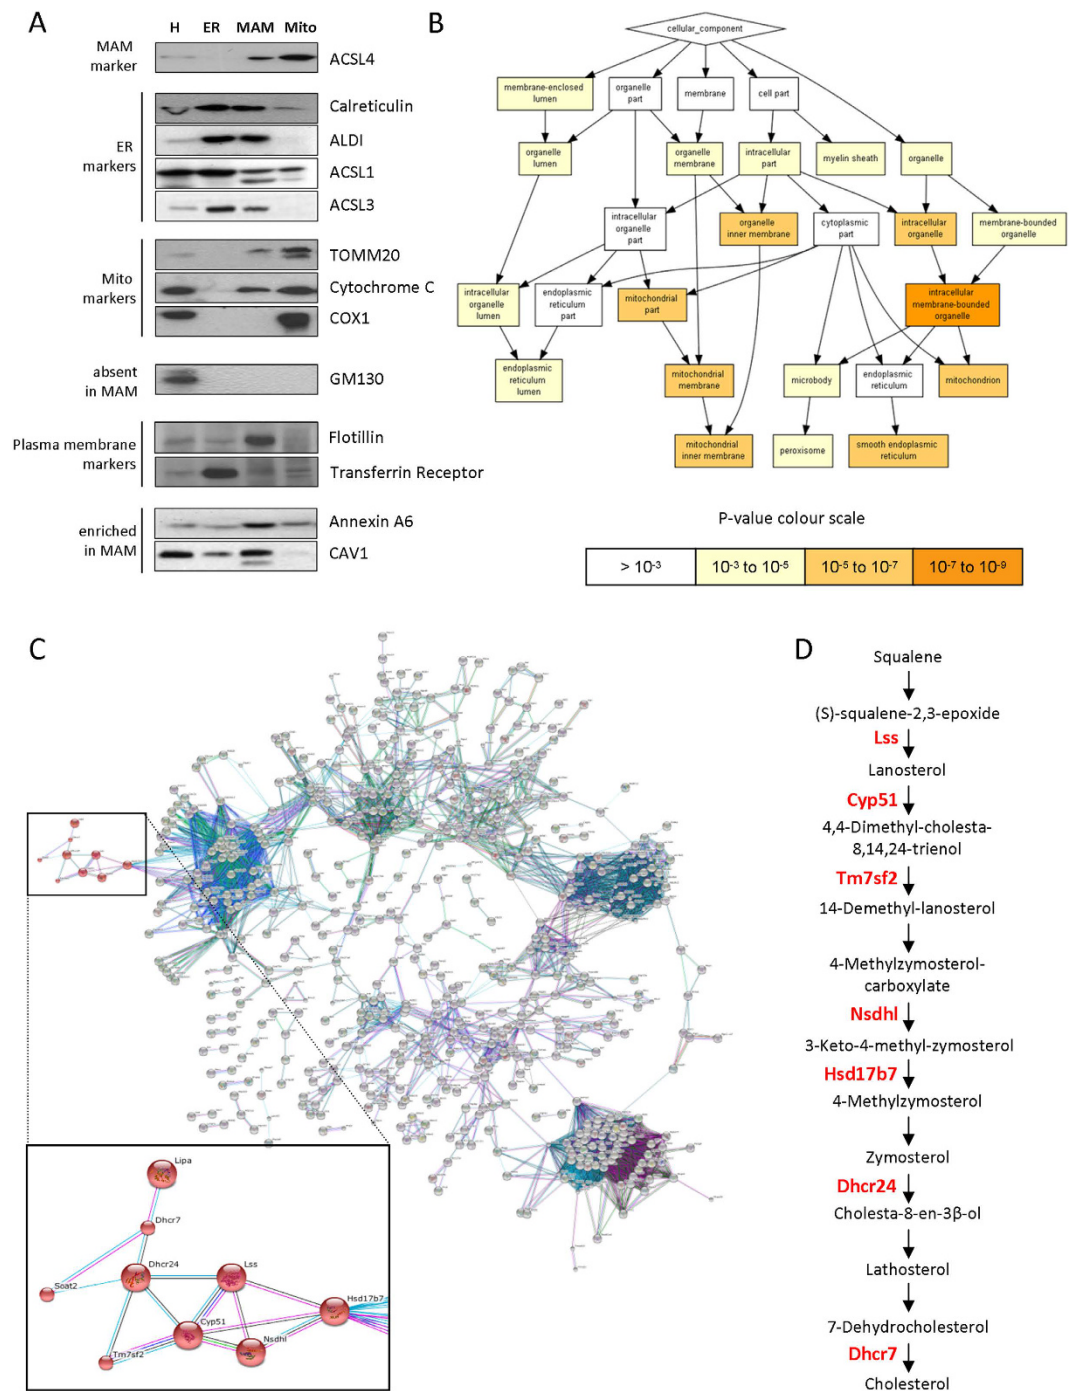 A
H ER MAM Mito
MAM
marker
ACSL4
ER
markers
Calreticulin
ALDI
ACSL1
ACSL3
Mito
markers
TOMM20
Cytochrome C
COX1
absent
in MAM
GM130
Plasma membrane
markers
Flotillin
Transferrin Receptor
enriched
in MAM
Annexin A6
CAV1
B
cellular_component
membrane-enclosed
lumen
organelle
part
membrane
cell part
organelle
lumen
organelle
membrane
intracellular
part
myelin sheath
organelle
intracellular
organelle
part
organelle
inner membrane
cytoplasmic
part
intracellular
organelle
membrane-bounded
organelle
intracellular
organelle
lumen
endoplasmic
reticulum
part
mitochondrial
part
intracellular
membrane-bounded
organelle
endoplasmic
reticulum
lumen
mitochondrial
membrane
microbody
endoplasmic
reticulum
mitochondrion
mitochondrial
inner membrane
peroxisome
smooth endoplasmic
reticulum
P-value colour scale
> 10-3
10-3 to 10-5
10-5 to 10-7
10-7 to 10-9
C
Lipa
Dhcr7
Soat2
Dhcr24
Lss
Hsd17b7
Cyp51
Nsdhl
Tm7sf2
D
Squalene
(S)-squalene-2,3-epoxide
Lss
Lanosterol
Cyp51
4,4-Dimethyl-cholesta-
8,14,24-trienol
Tm7sf2
14-Demethyl-lanosterol
4-Methylzymosterol-
carboxylate
Nsdhl
3-Keto-4-methyl-zymosterol
Hsd17b7
4-Methylzymosterol
Zymosterol
Dhcr24
Cholesta-8-en-3β-ol
Lathosterol
7-Dehydrocholesterol
Dhcr7
Cholesterol